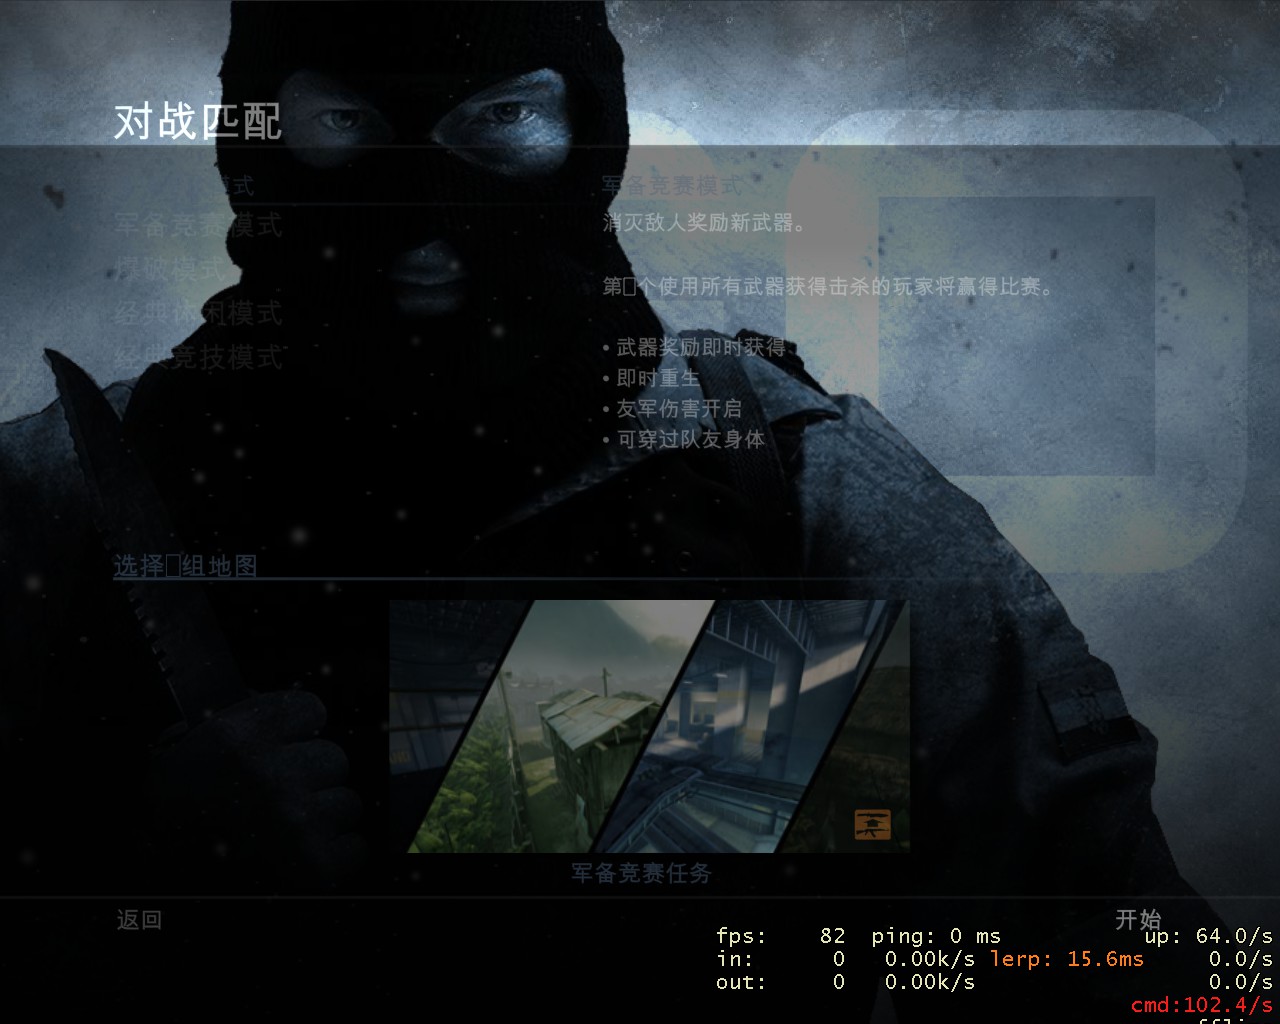 对战匹配
模式
军备竞赛模式
爆破模式
经典休闲模式
经典竞技模式
军备竞赛模式
消灭敌人奖励新武器。
第□个使用所有武器获得击杀的玩家将赢得比赛。
• 武器奖励即时获得
• 即时重生
• 友军伤害开启
• 可穿过队友身体
选择□组地图
军备竞赛任务
返回
开始
fps: 82 ping: 0 ms up: 64.0/s
in: 0 0.00k/s lerp: 15.6ms 0.0/s
out: 0 0.00k/s 0.0/s
cmd:102.4/s